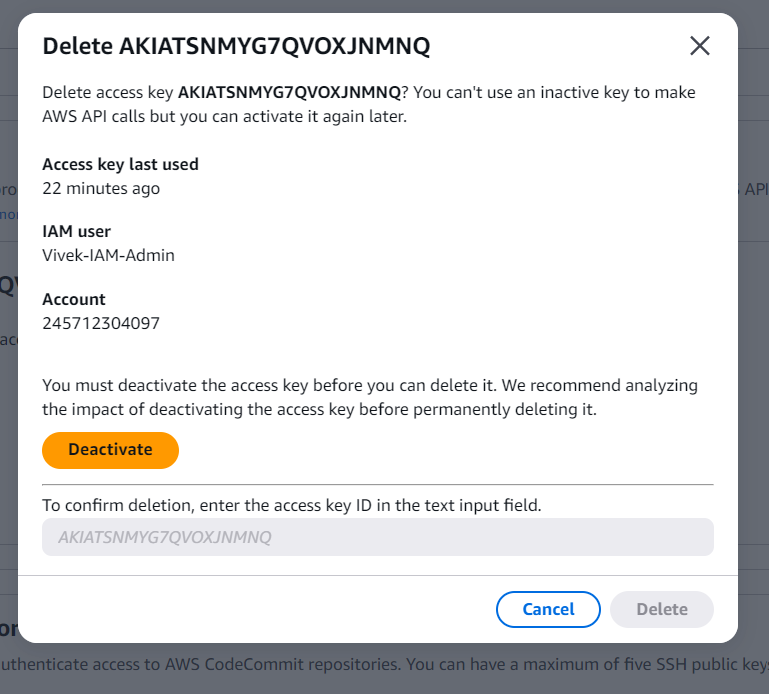 Delete AKIATSNMYG7QVOXJNMNQ
Delete access key AKIATSNMYG7QVOXJNMNQ? You can't use an inactive key to make
AWS API calls but you can activate it again later.
Access key last used
22 minutes ago
IAM user
Vivek-IAM-Admin
Account
245712304097
You must deactivate the access key before you can delete it. We recommend analyzing
the impact of deactivating the access key before permanently deleting it.
Deactivate
To confirm deletion, enter the access key ID in the text input field.
AKIATSNMYG7QVOXJNMNQ
Cancel
Delete
API
uthenticate access to AWS CodeCommit repositories. You can have a maximum of five SSH public keys